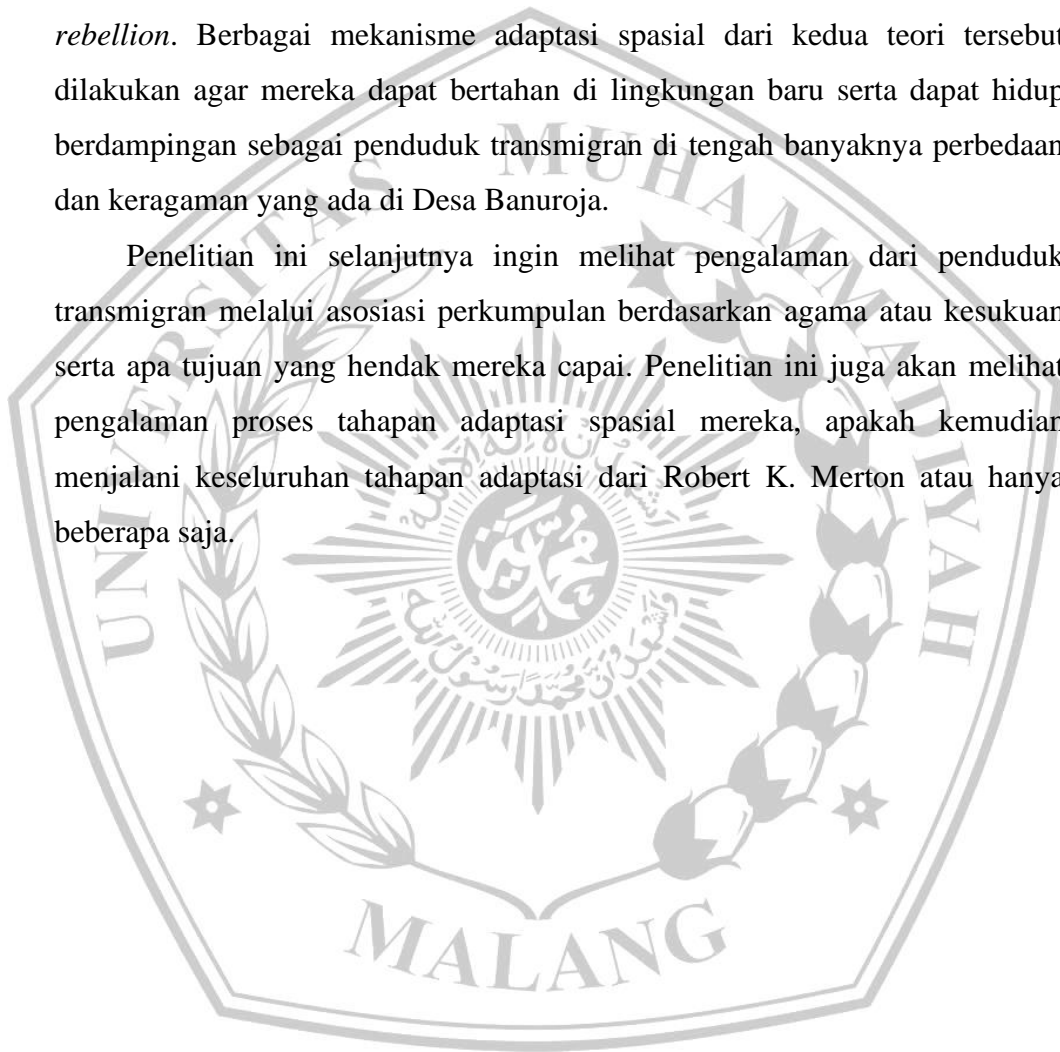 rebellion. Berbagai mekanisme adaptasi spasial dari kedua teori tersebut
dilakukan agar mereka dapat bertahan di lingkungan baru serta dapat hidup
berdampingan sebagai penduduk transmigran di tengah banyaknya perbedaan
dan keragaman yang ada di Desa Banuroja.
Penelitian ini selanjutnya ingin melihat pengalaman dari penduduk
transmigran melalui asosiasi perkumpulan berdasarkan agama atau kesukuan
serta apa tujuan yang hendak mereka capai. Penelitian ini juga akan melihat
pengalaman proses tahapan adaptasi spasial mereka, apakah kemudian
menjalani keseluruhan tahapan adaptasi dari Robert K. Merton atau hanya
beberapa saja.
UNIVERSITAS MUHAMMADIYAH
MALANG